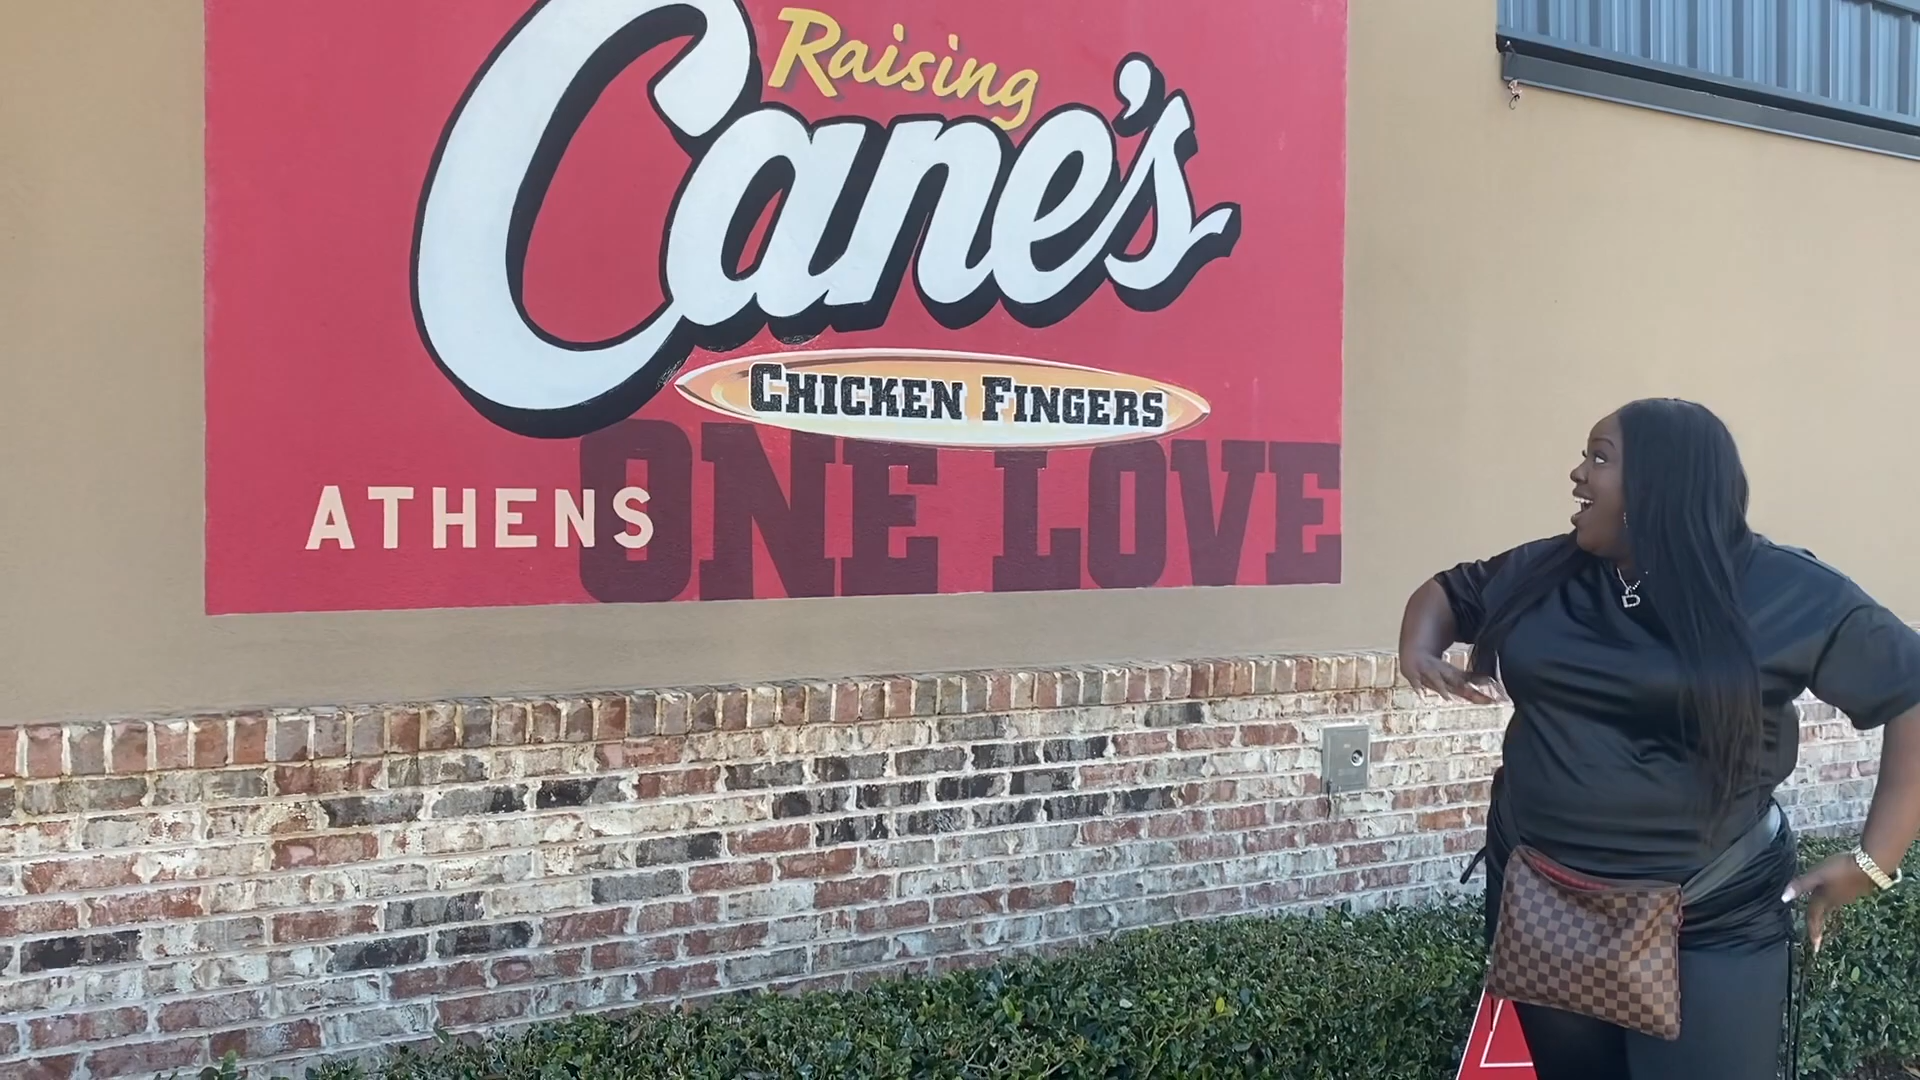 Raising
Cane's
CHICKEN FINGERS
ATHENS
ONE LOVE
D